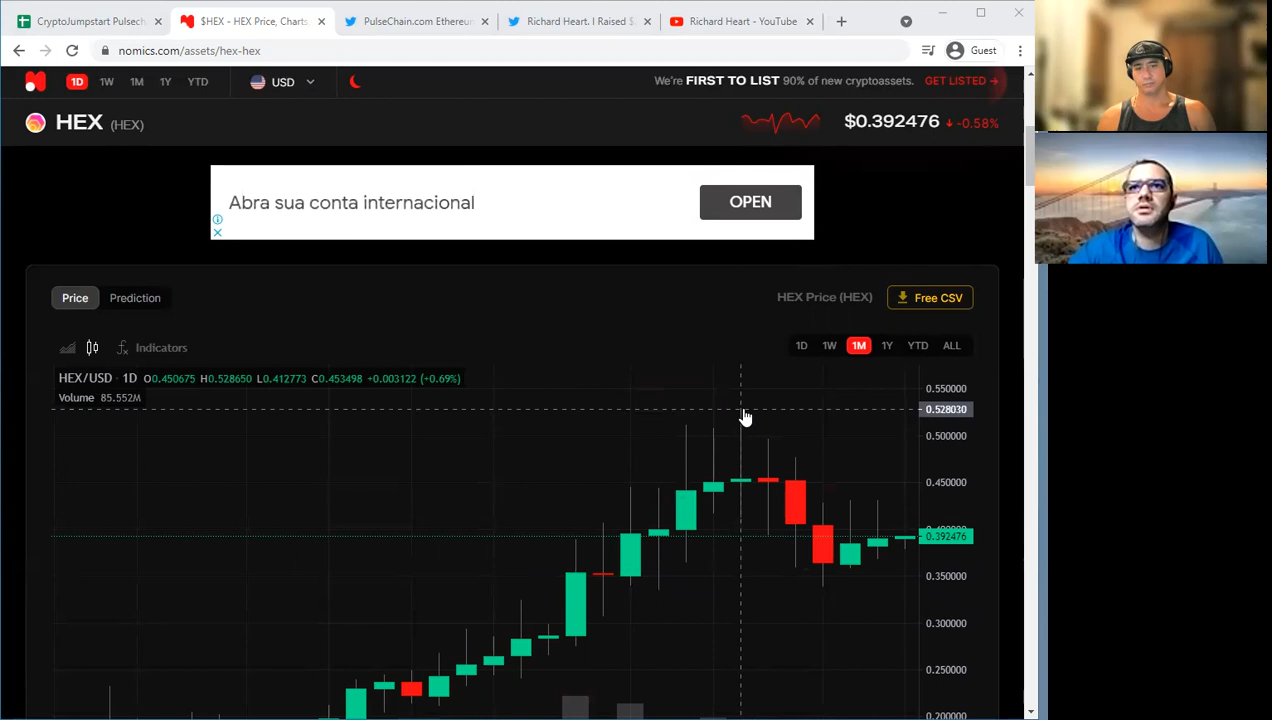 CryptoJumpstart Pulsech
$HEX - HEX Price, Charts
PulseChain.com Ethereu
Richard Heart. I Raised $
Richard Heart - YouTube
nomics.com/assets/hex-hex
Guest
1D 1W 1M 1Y YTD USD
We're FIRST TO LIST 90% of new cryptoassets. GET LISTED →
HEX (HEX)
$0.392476 -0.58%
Abra sua conta internacional
OPEN
Price Prediction
HEX Price (HEX)
Free CSV
Indicators
1D 1W 1M 1Y YTD ALL
HEX/USD · 1D O0.450675 H0.528650 L0.412773 C0.453498 +0.003122 (+0.69%)
Volume 85.552M
0.550000
0.528030
0.500000
0.450000
0.392476
0.350000
0.300000
0.250000
0.200000